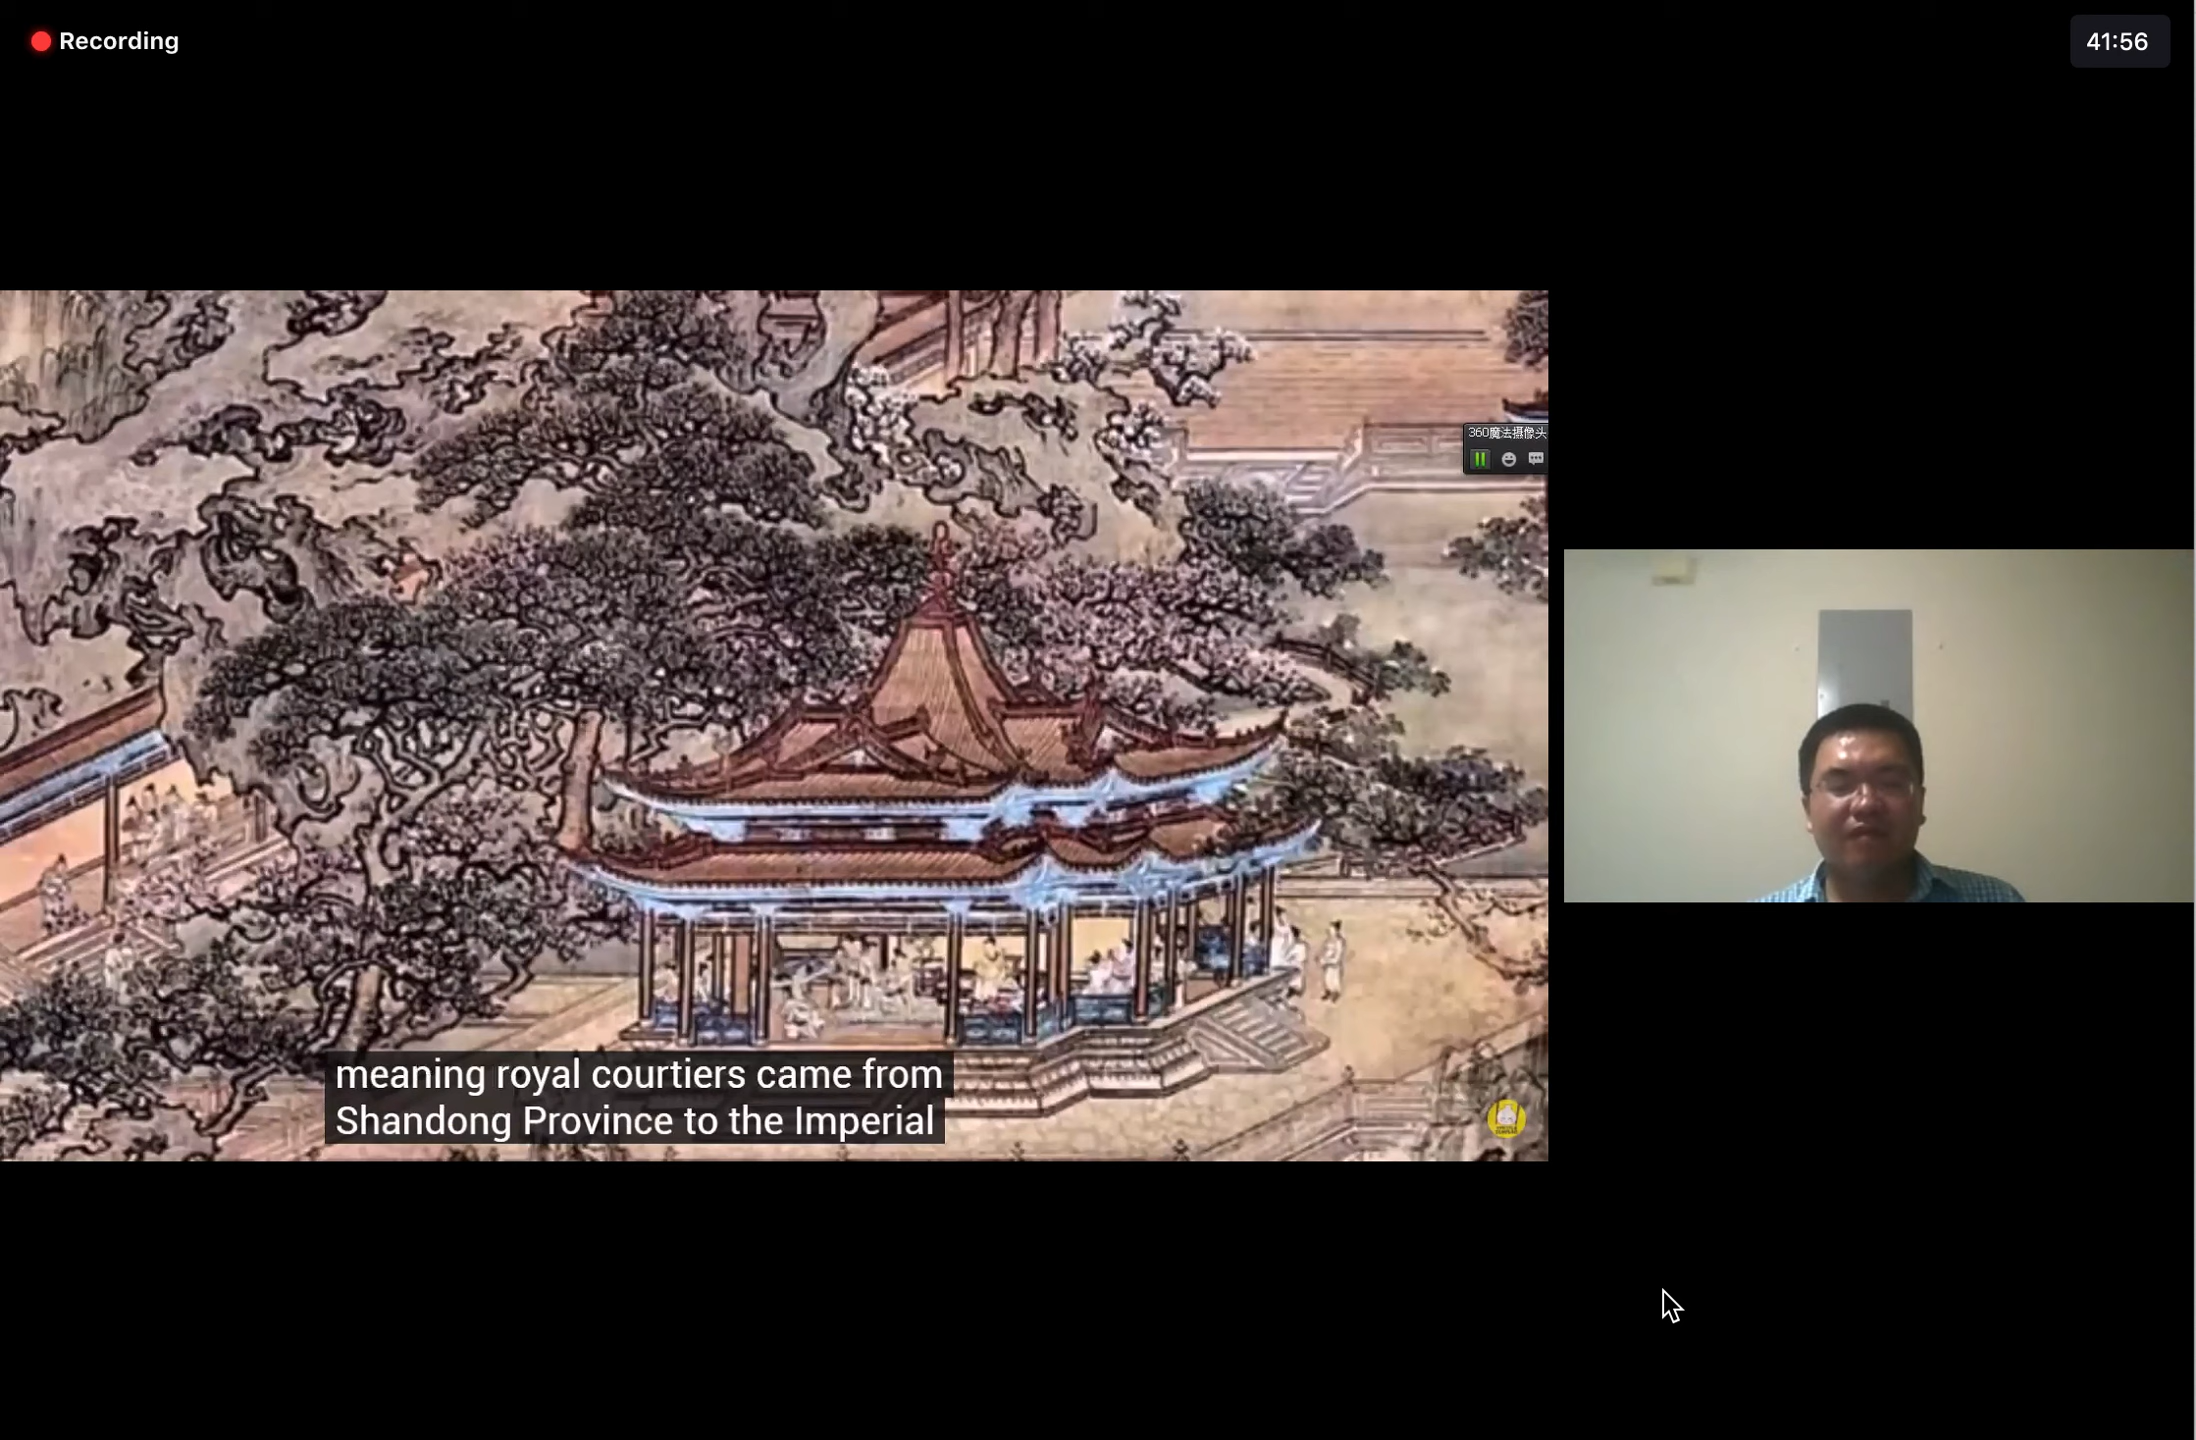 Recording
41:56
360魔法摄像头
meaning royal courtiers came from
Shandong Province to the Imperial